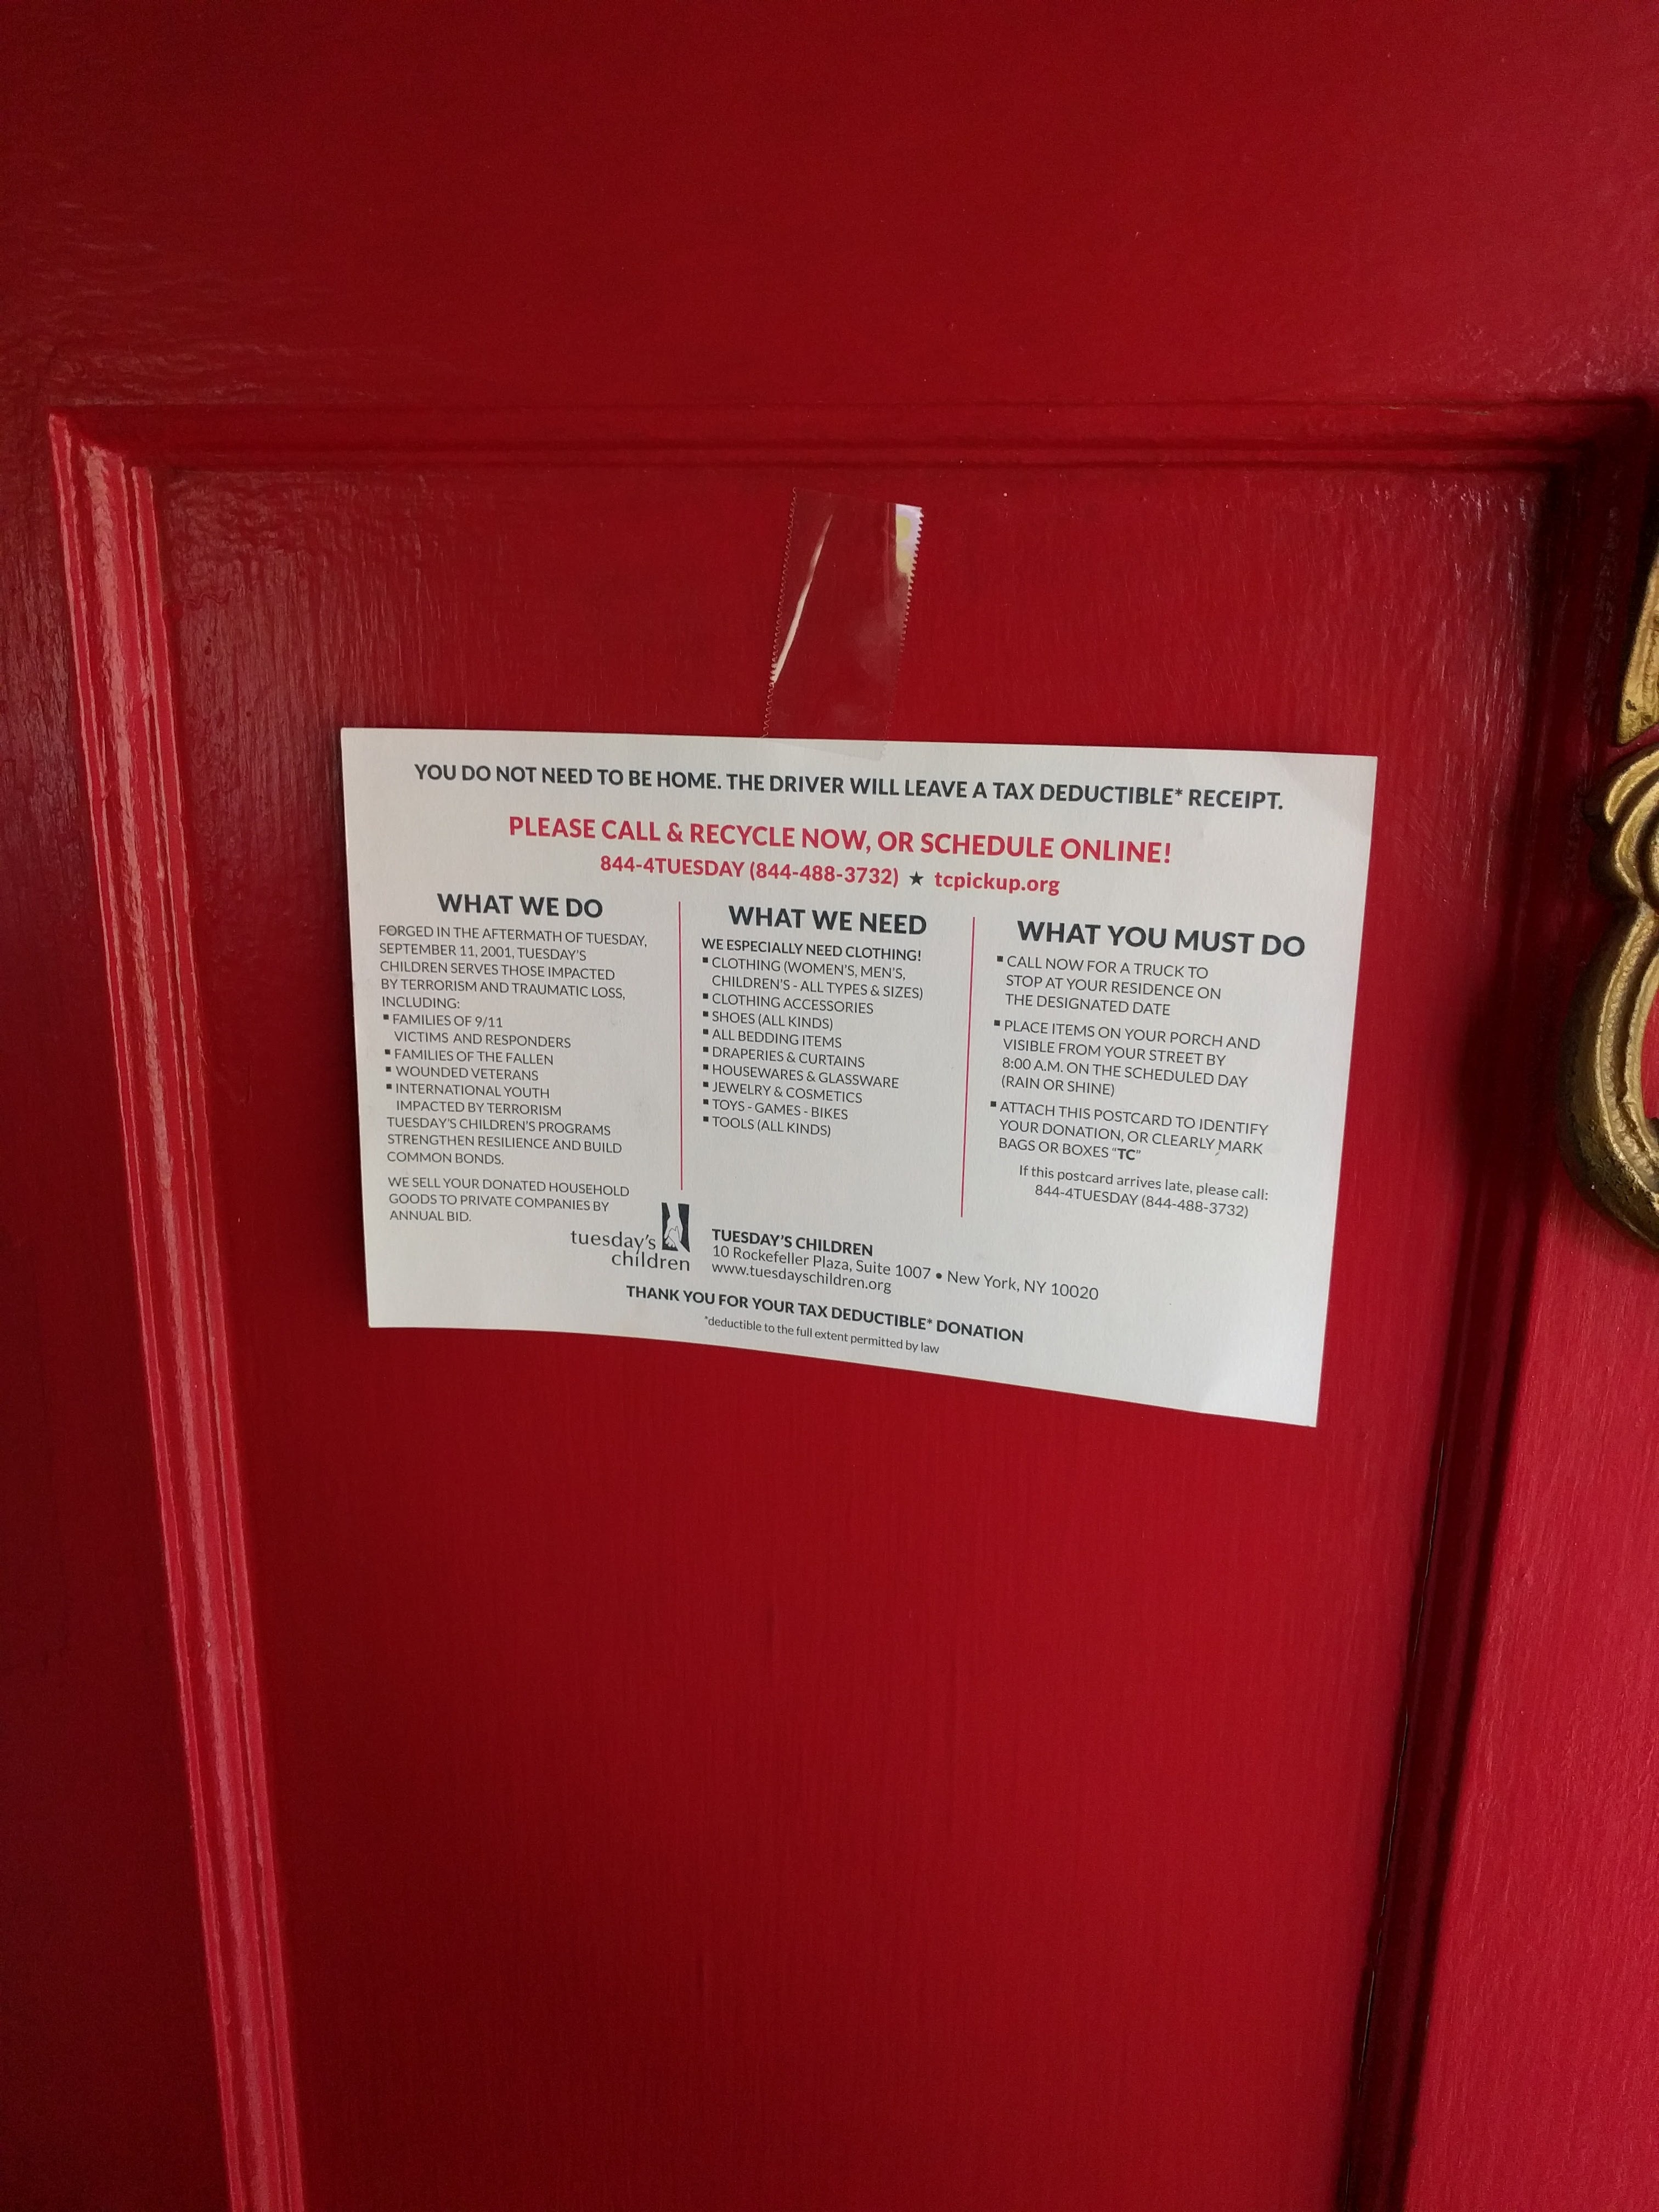 YOU DO NOT NEED TO BE HOME. THE DRIVER WILL LEAVE A TAX DEDUCTIBLE* RECEIPT.
PLEASE CALL & RECYCLE NOW, OR SCHEDULE ONLINE!
844-4TUESDAY (844-488-3732) ★ tcpickup.org
WHAT WE DO
FORGED IN THE AFTERMATH OF TUESDAY,
SEPTEMBER 11, 2001, TUESDAY'S
CHILDREN SERVES THOSE IMPACTED
BY TERRORISM AND TRAUMATIC LOSS,
INCLUDING:
▪ FAMILIES OF 9/11
VICTIMS AND RESPONDERS
▪ FAMILIES OF THE FALLEN
▪ WOUNDED VETERANS
▪ INTERNATIONAL YOUTH
IMPACTED BY TERRORISM
TUESDAY'S CHILDREN'S PROGRAMS
STRENGTHEN RESILIENCE AND BUILD
COMMON BONDS.
WE SELL YOUR DONATED HOUSEHOLD
GOODS TO PRIVATE COMPANIES BY
ANNUAL BID.
WHAT WE NEED
WE ESPECIALLY NEED CLOTHING!
▪ CLOTHING (WOMEN'S, MEN'S,
CHILDREN'S - ALL TYPES & SIZES)
▪ CLOTHING ACCESSORIES
▪ SHOES (ALL KINDS)
▪ ALL BEDDING ITEMS
▪ DRAPERIES & CURTAINS
▪ HOUSEWARES & GLASSWARE
▪ JEWELRY & COSMETICS
▪ TOYS - GAMES - BIKES
▪ TOOLS (ALL KINDS)
WHAT YOU MUST DO
▪ CALL NOW FOR A TRUCK TO
STOP AT YOUR RESIDENCE ON
THE DESIGNATED DATE
▪ PLACE ITEMS ON YOUR PORCH AND
VISIBLE FROM YOUR STREET BY
8:00 A.M. ON THE SCHEDULED DAY
(RAIN OR SHINE)
▪ ATTACH THIS POSTCARD TO IDENTIFY
YOUR DONATION, OR CLEARLY MARK
BAGS OR BOXES "TC"
If this postcard arrives late, please call:
844-4TUESDAY (844-488-3732)
tuesday's
children
TUESDAY'S CHILDREN
10 Rockefeller Plaza, Suite 1007 • New York, NY 10020
www.tuesdayschildren.org
THANK YOU FOR YOUR TAX DEDUCTIBLE* DONATION
*deductible to the full extent permitted by law